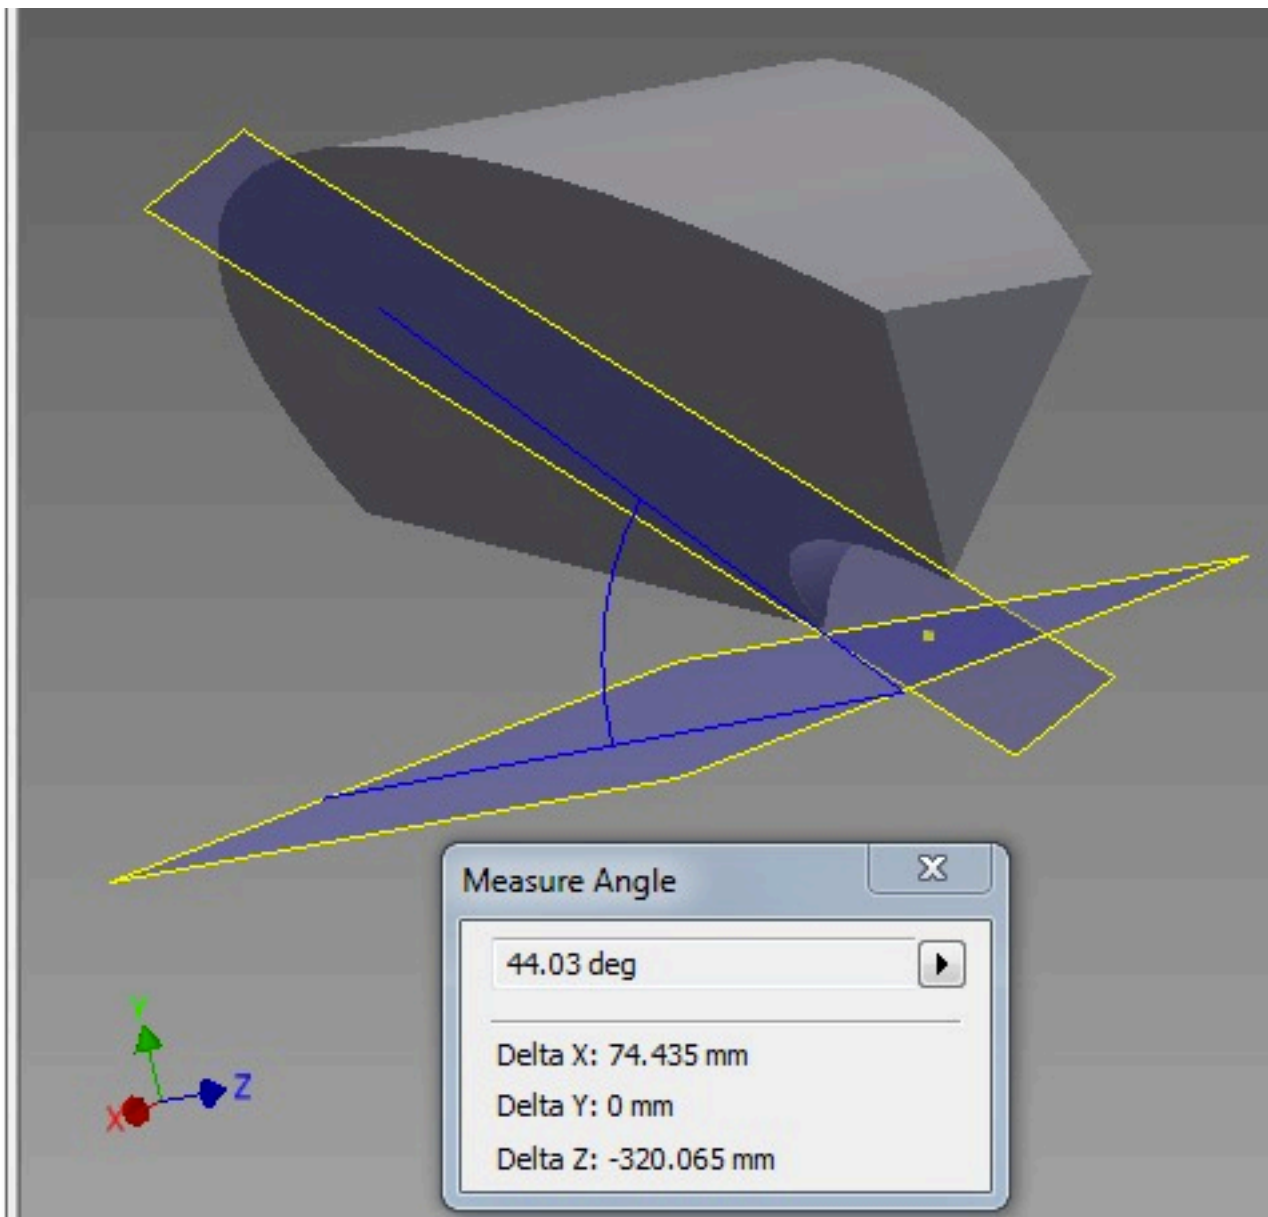 Measure Angle
44.03 deg
Delta X: 74.435 mm
Delta Y: 0 mm
Delta Z: -320.065 mm
Y
Z
X